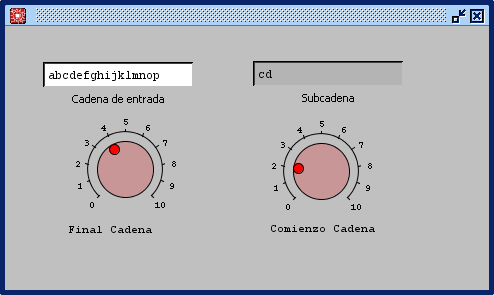 abcdefghijklmnop
cd
Cadena de entrada
Subcadena
0 1 2 3 4 5 6 7 8 9 10
0 1 2 3 4 5 6 7 8 9 10
Final Cadena
Comienzo Cadena